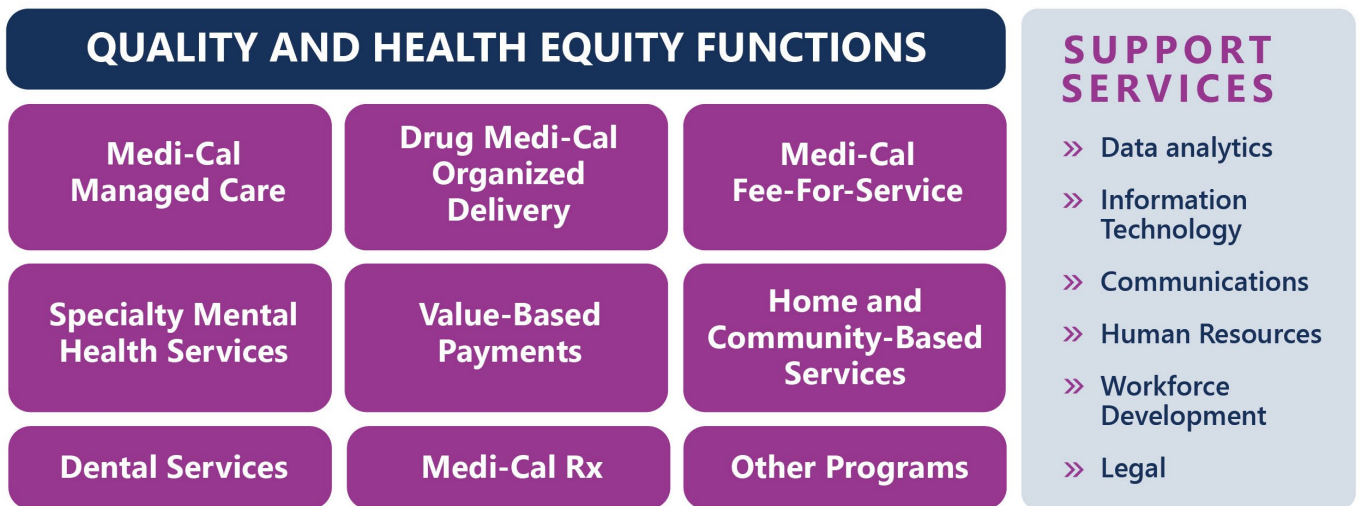 QUALITY AND HEALTH EQUITY FUNCTIONS
Medi-Cal
Managed Care
Drug Medi-Cal
Organized
Delivery
Medi-Cal
Fee-For-Service
Specialty Mental
Health Services
Value-Based
Payments
Home and
Community-Based
Services
Dental Services
Medi-Cal Rx
Other Programs
SUPPORT
SERVICES
» Data analytics
» Information
Technology
» Communications
» Human Resources
» Workforce
Development
» Legal